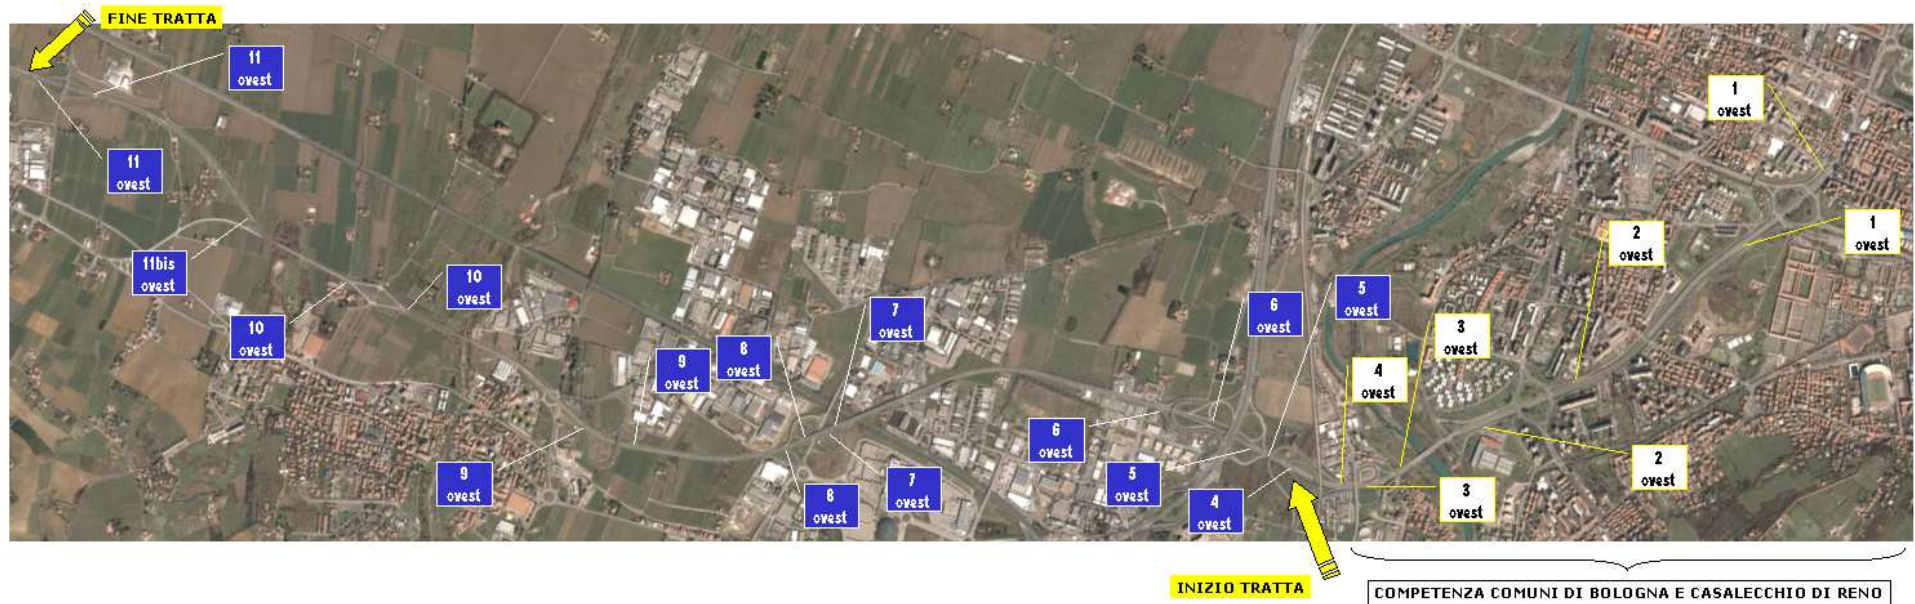 FINE TRATTA
11
ovest
1
ovest
11
ovest
1
ovest
2
ovest
11bis
ovest
10
ovest
5
ovest
6
ovest
7
ovest
10
ovest
3
ovest
8
ovest
9
ovest
4
ovest
6
ovest
2
ovest
9
ovest
5
ovest
7
ovest
3
ovest
8
ovest
4
ovest
INIZIO TRATTA
COMPETENZA COMUNI DI BOLOGNA E CASALECCHIO DI RENO